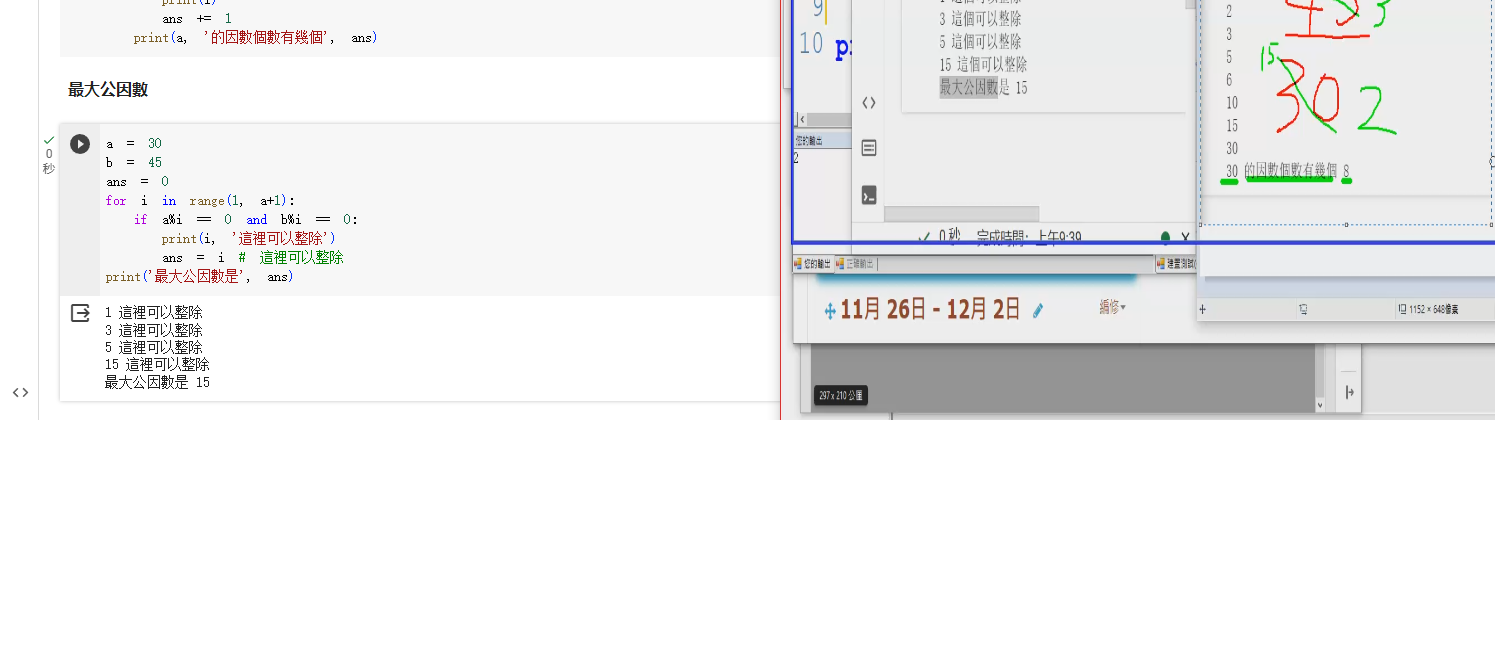 print(i)
ans += 1
print(a, '的因數個數有幾個', ans)
最大公因數
0
秒
a = 30
b = 45
ans = 0
for i in range(1, a+1):
if a%i == 0 and b%i == 0:
print(i, '這裡可以整除')
ans = i # 這裡可以整除
print('最大公因數是', ans)
1 這裡可以整除
3 這裡可以整除
5 這裡可以整除
15 這裡可以整除
最大公因數是 15
9
10
您的輸出
2
1 這個可以整除
3 這個可以整除
5 這個可以整除
15 這個可以整除
最大公因數是 15
0 秒 完成時間: 上午9:39
您的輸出
正確輸出
2
3
5
6
10
15
30
30 的因數個數有幾個 8
3
15
30 2
1152 × 648像素
11月 26日 - 12月 2日
編修
297 x 210 公厘